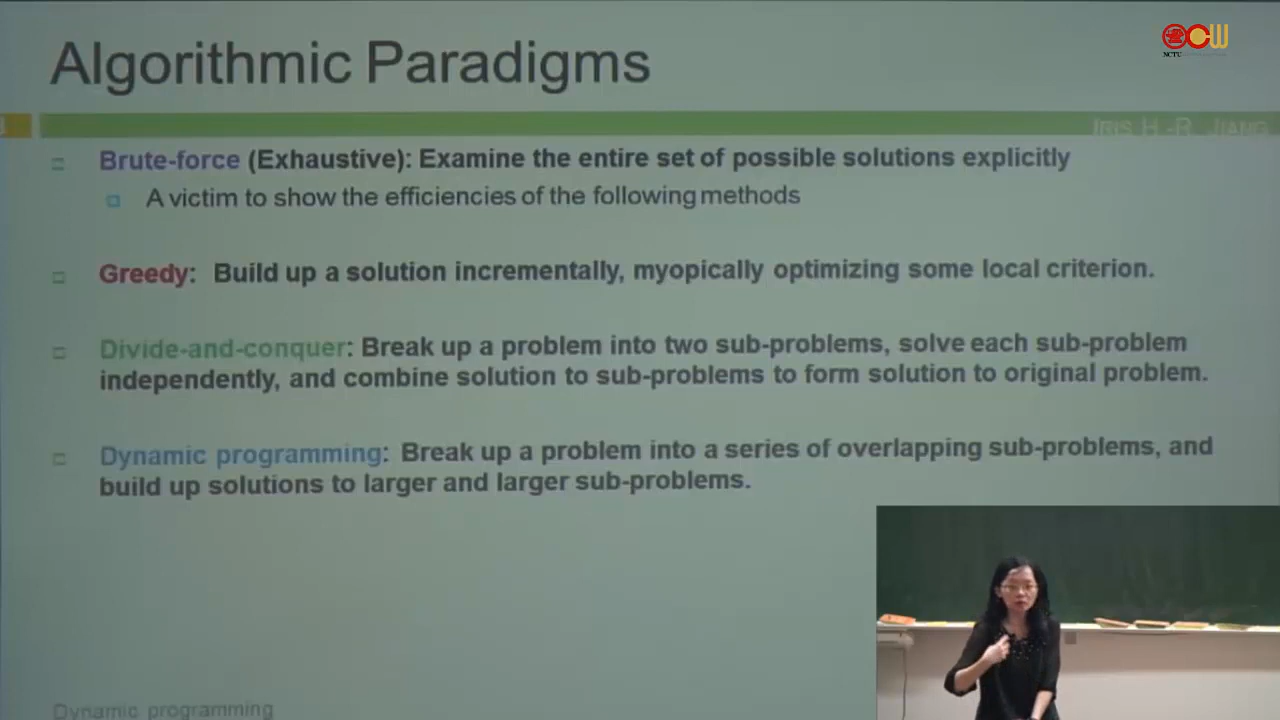 Algorithmic Paradigms
NCTU
IRIS H.-R. JIANG
Brute-force (Exhaustive): Examine the entire set of possible solutions explicitly
A victim to show the efficiencies of the following methods
Greedy: Build up a solution incrementally, myopically optimizing some local criterion.
Divide-and-conquer: Break up a problem into two sub-problems, solve each sub-problem
independently, and combine solution to sub-problems to form solution to original problem.
Dynamic programming: Break up a problem into a series of overlapping sub-problems, and
build up solutions to larger and larger sub-problems.
Dynamic programming